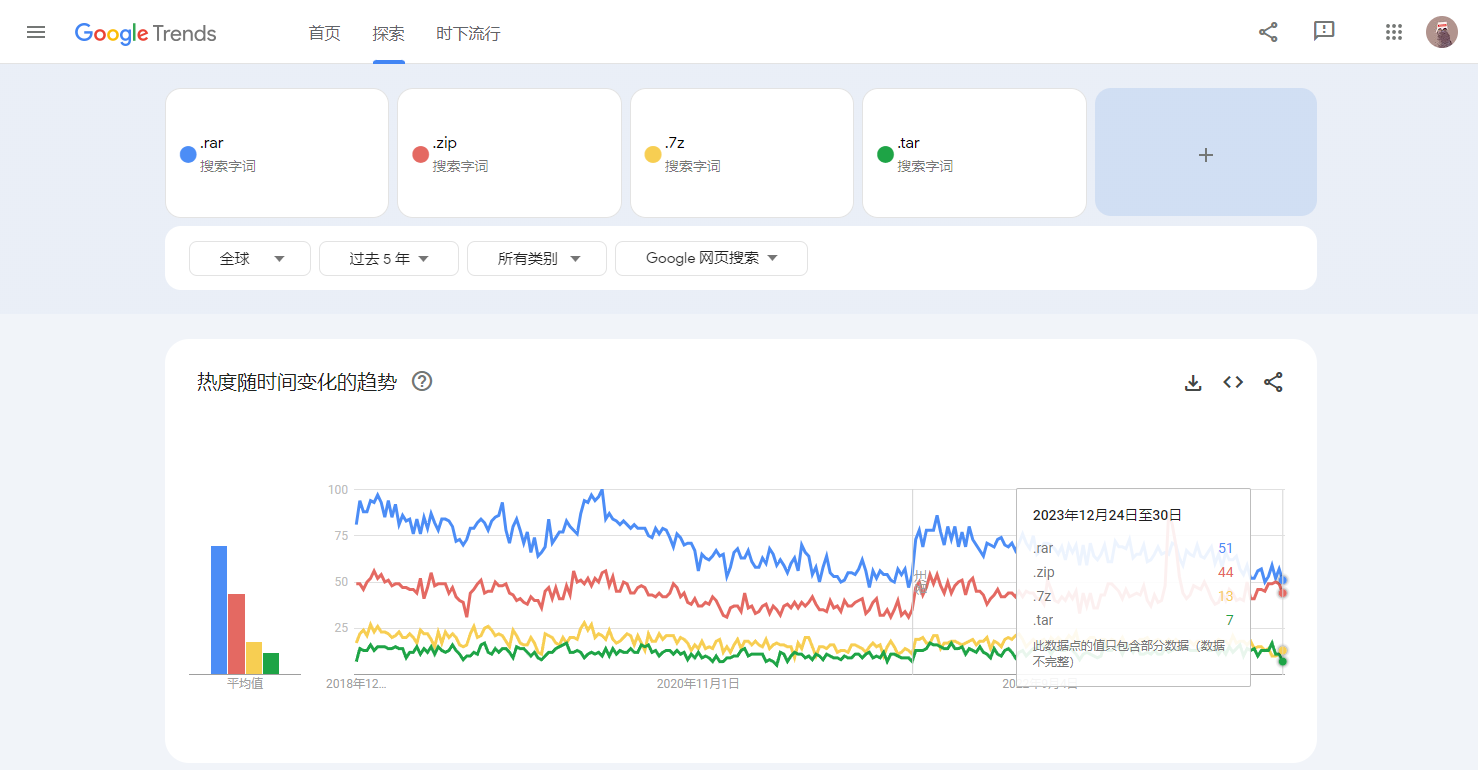 Google Trends
首页
探索
时下流行
.rar
搜索字词
.zip
搜索字词
.7z
搜索字词
.tar
搜索字词
+
全球
过去 5 年
所有类别
Google 网页搜索
热度随时间变化的趋势
100
75
50
25
平均值
2018年12...
2020年11月1日
2023年12月24日至30日
.rar 51
.zip 44
.7z 13
.tar 7
此数据点的值只包含部分数据（数据
不完整）